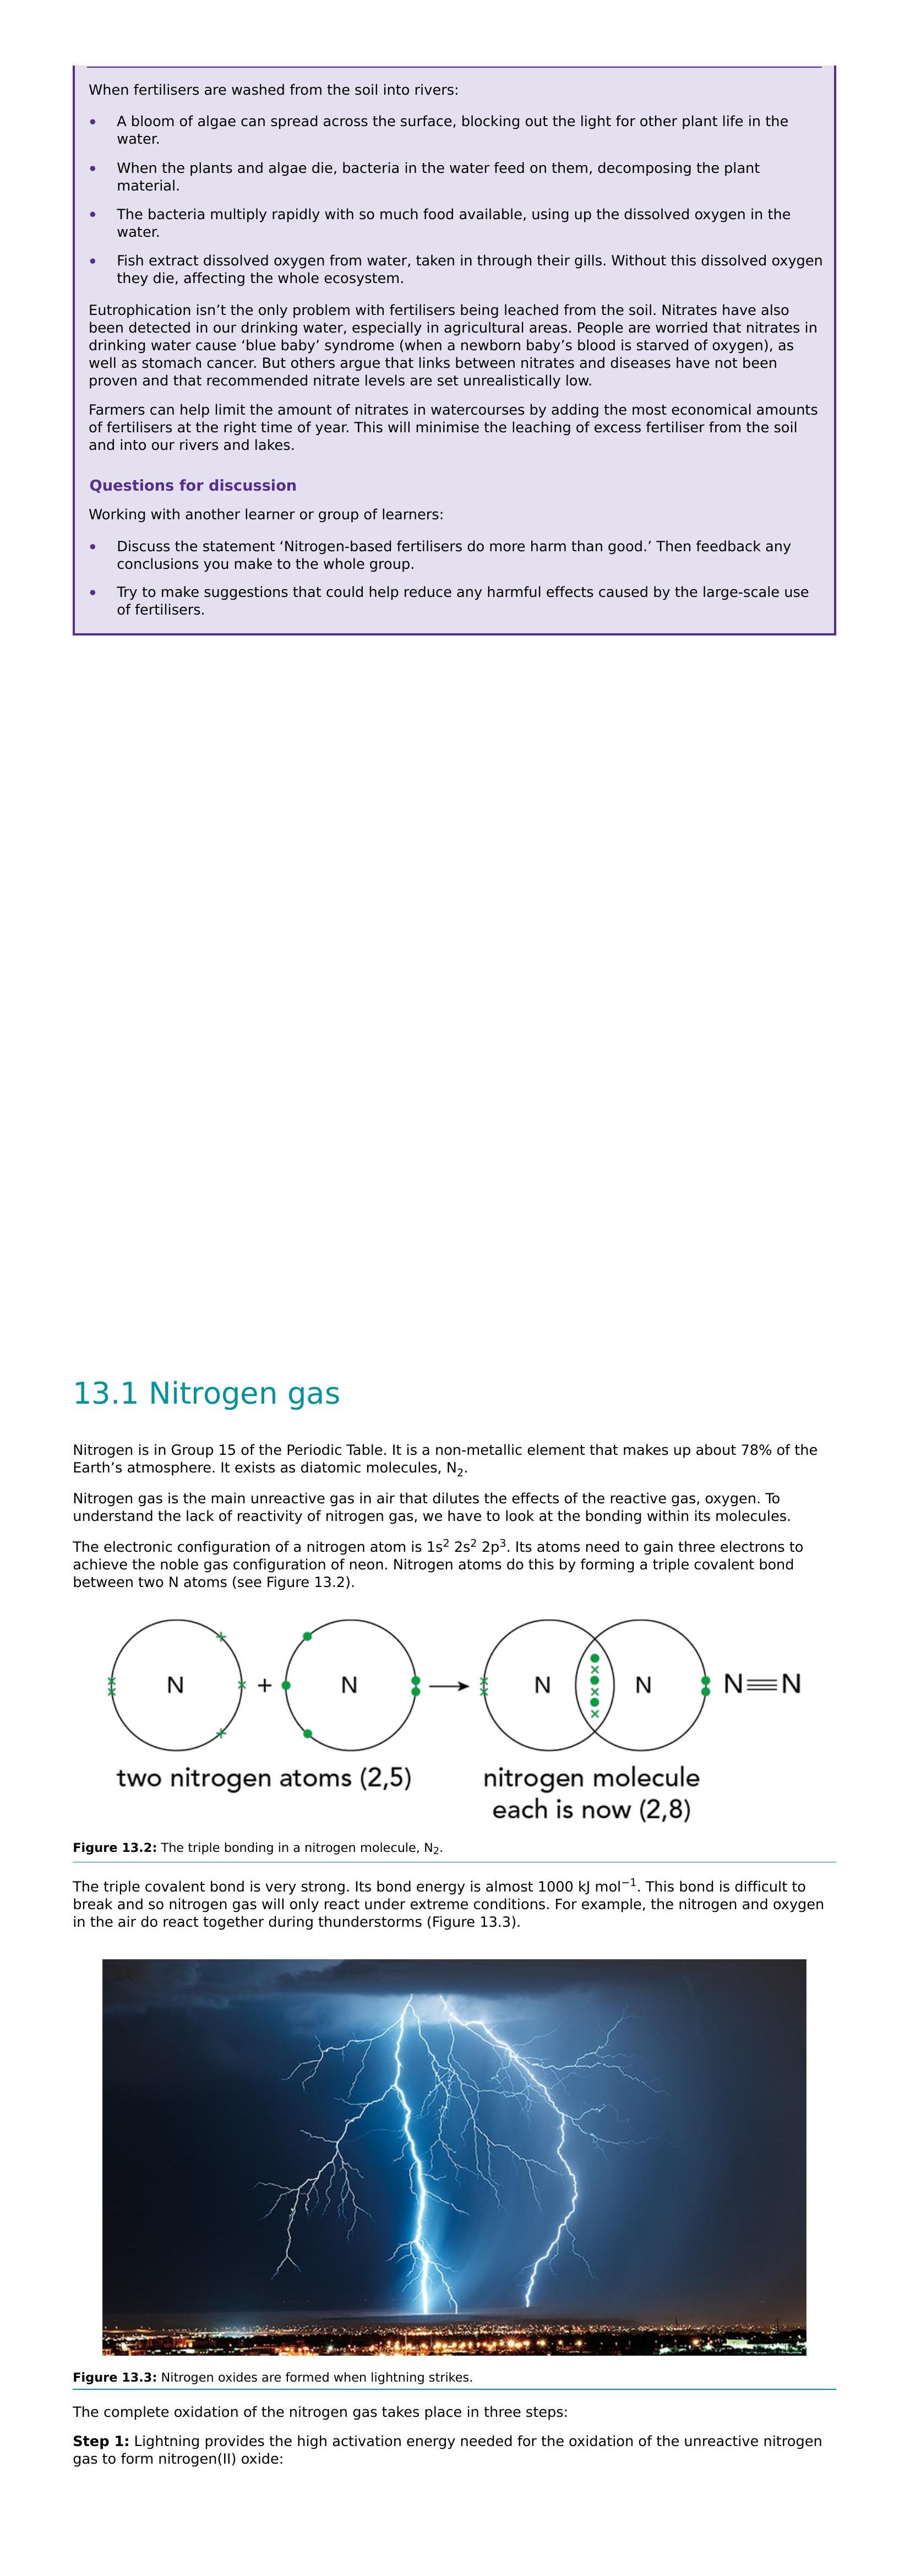 When fertilisers are washed from the soil into rivers:
• A bloom of algae can spread across the surface, blocking out the light for other plant life in the
water.
• When the plants and algae die, bacteria in the water feed on them, decomposing the plant
material.
• The bacteria multiply rapidly with so much food available, using up the dissolved oxygen in the
water.
• Fish extract dissolved oxygen from water, taken in through their gills. Without this dissolved oxygen
they die, affecting the whole ecosystem.
Eutrophication isn’t the only problem with fertilisers being leached from the soil. Nitrates have also
been detected in our drinking water, especially in agricultural areas. People are worried that nitrates in
drinking water cause ‘blue baby’ syndrome (when a newborn baby’s blood is starved of oxygen), as
well as stomach cancer. But others argue that links between nitrates and diseases have not been
proven and that recommended nitrate levels are set unrealistically low.
Farmers can help limit the amount of nitrates in watercourses by adding the most economical amounts
of fertilisers at the right time of year. This will minimise the leaching of excess fertiliser from the soil
and into our rivers and lakes.
Questions for discussion
Working with another learner or group of learners:
• Discuss the statement ‘Nitrogen-based fertilisers do more harm than good.’ Then feedback any
conclusions you make to the whole group.
• Try to make suggestions that could help reduce any harmful effects caused by the large-scale use
of fertilisers.
13.1 Nitrogen gas
Nitrogen is in Group 15 of the Periodic Table. It is a non-metallic element that makes up about 78% of the
Earth’s atmosphere. It exists as diatomic molecules, N₂.
Nitrogen gas is the main unreactive gas in air that dilutes the effects of the reactive gas, oxygen. To
understand the lack of reactivity of nitrogen gas, we have to look at the bonding within its molecules.
The electronic configuration of a nitrogen atom is 1s² 2s² 2p³. Its atoms need to gain three electrons to
achieve the noble gas configuration of neon. Nitrogen atoms do this by forming a triple covalent bond
between two N atoms (see Figure 13.2).
N + N → N N N≡N
two nitrogen atoms (2,5)
nitrogen molecule
each is now (2,8)
Figure 13.2: The triple bonding in a nitrogen molecule, N₂.
The triple covalent bond is very strong. Its bond energy is almost 1000 kJ mol⁻¹. This bond is difficult to
break and so nitrogen gas will only react under extreme conditions. For example, the nitrogen and oxygen
in the air do react together during thunderstorms (Figure 13.3).
Figure 13.3: Nitrogen oxides are formed when lightning strikes.
The complete oxidation of the nitrogen gas takes place in three steps:
Step 1: Lightning provides the high activation energy needed for the oxidation of the unreactive nitrogen
gas to form nitrogen(II) oxide: